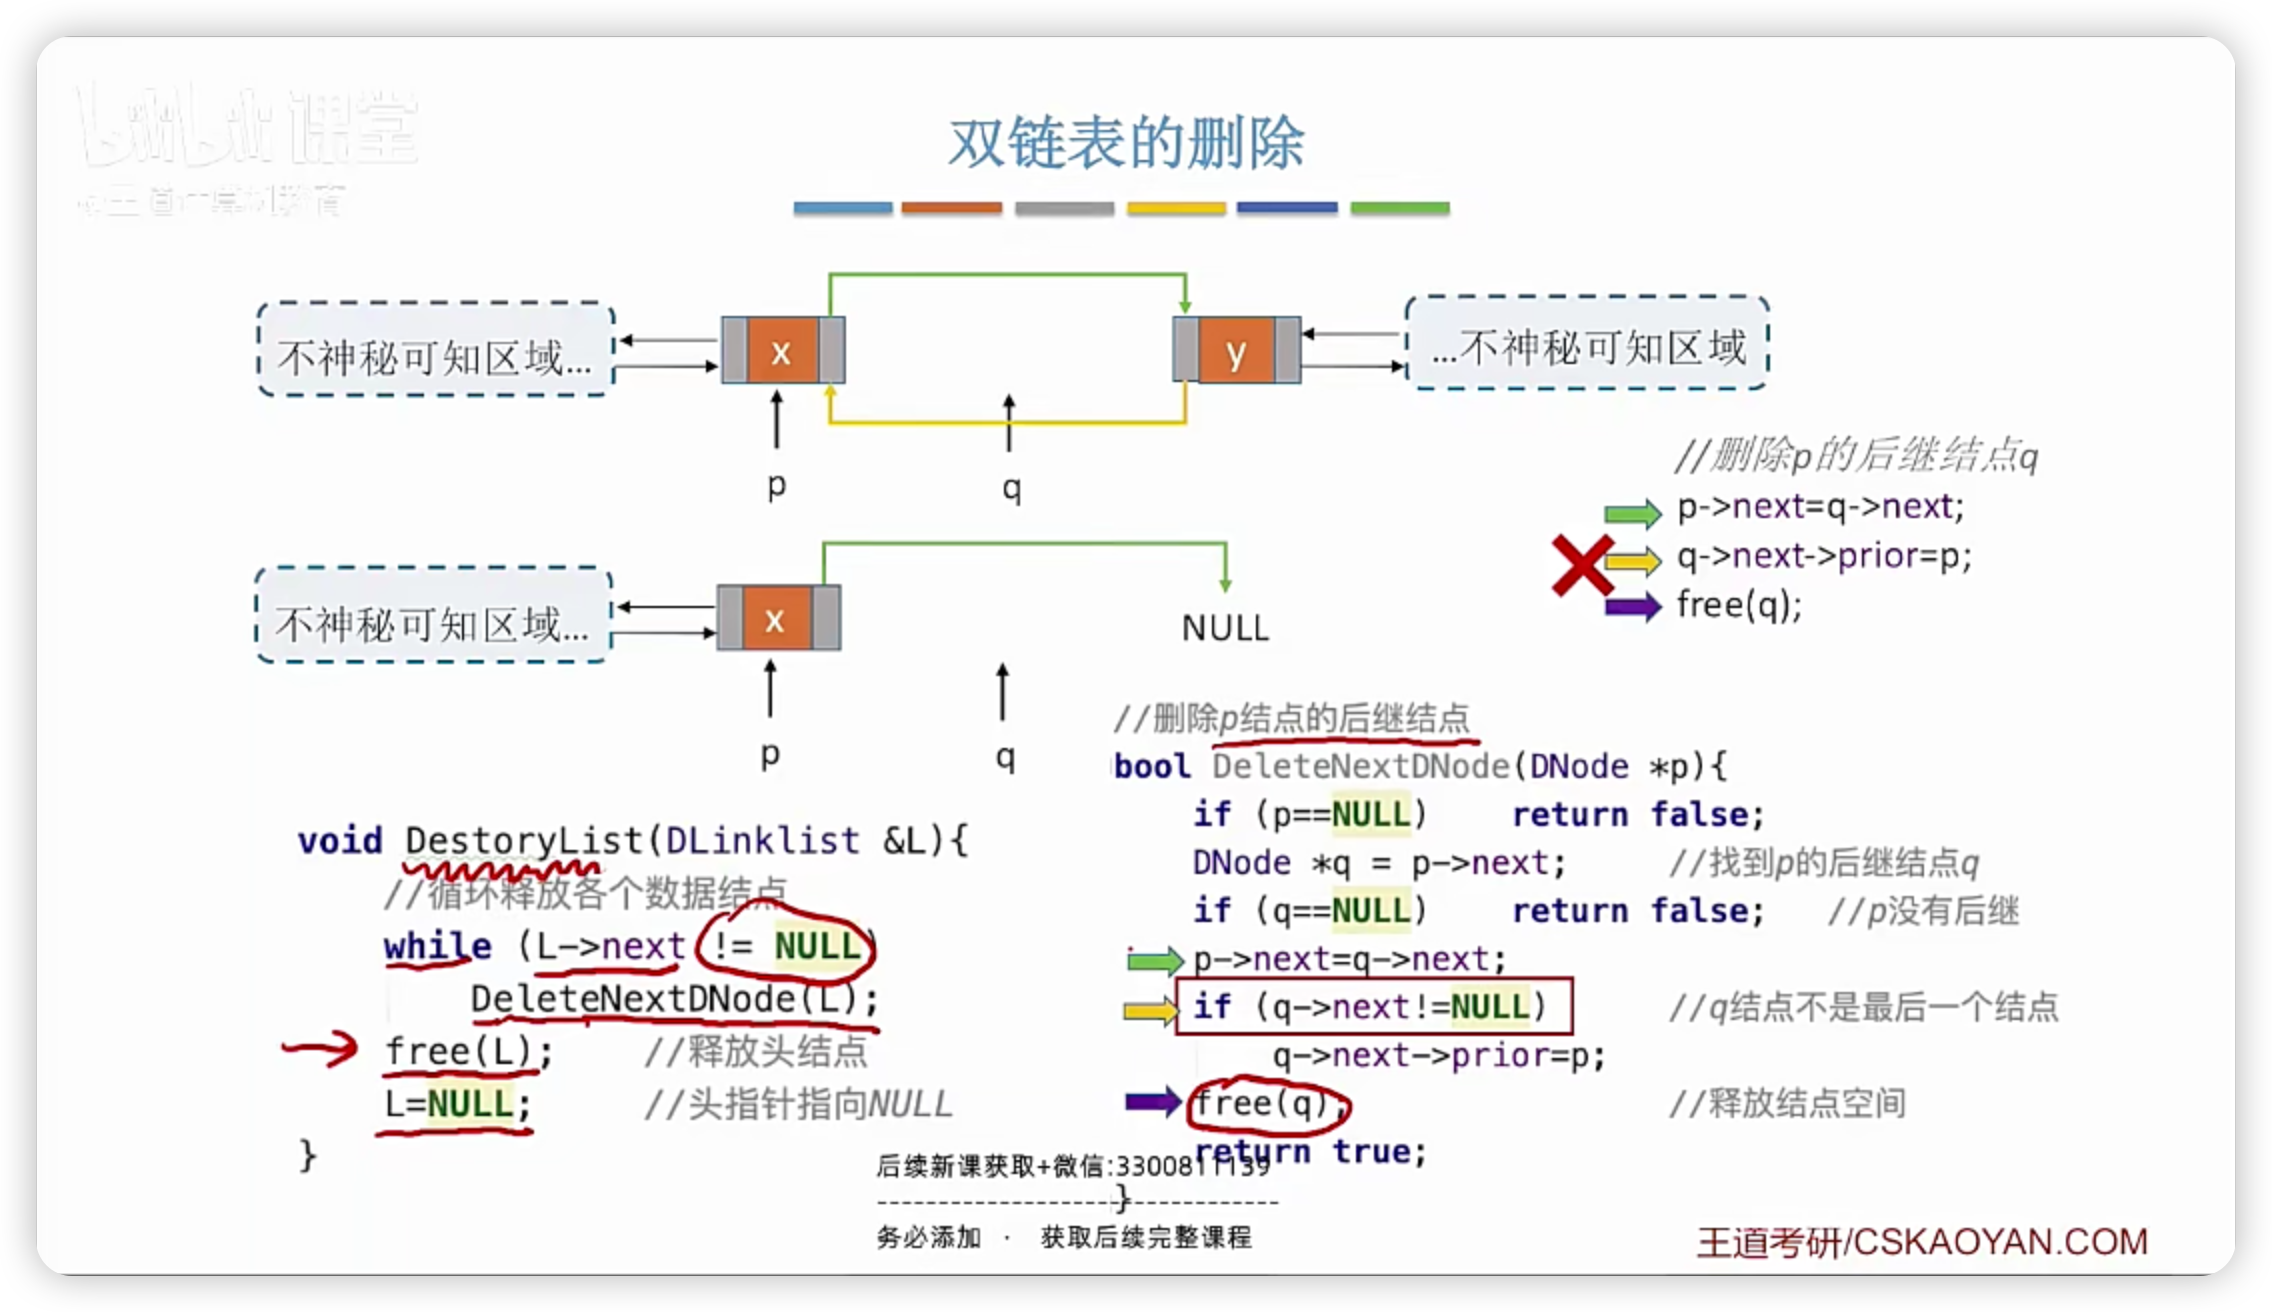 bilibili 课堂
双链表的删除
不神秘可知区域...
x
y
...不神秘可知区域
p
q
//删除p的后继结点q
p->next=q->next;
q->next->prior=p;
free(q);
不神秘可知区域...
x
NULL
p
q
void DestoryList(DLinklist &L){
//循环释放各个数据结点
while (L->next != NULL)
DeleteNextDNode(L);
free(L); //释放头结点
L=NULL; //头指针指向NULL
}
//删除p结点的后继结点
bool DeleteNextDNode(DNode *p){
if (p==NULL) return false;
DNode *q = p->next; //找到p的后继结点q
if (q==NULL) return false; //p没有后继
p->next=q->next;
if (q->next!=NULL) //q结点不是最后一个结点
q->next->prior=p;
free(q); //释放结点空间
return true;
}
后续新课获取+微信:3300811139
务必添加 · 获取后续完整课程
王道考研/CSKAOYAN.COM